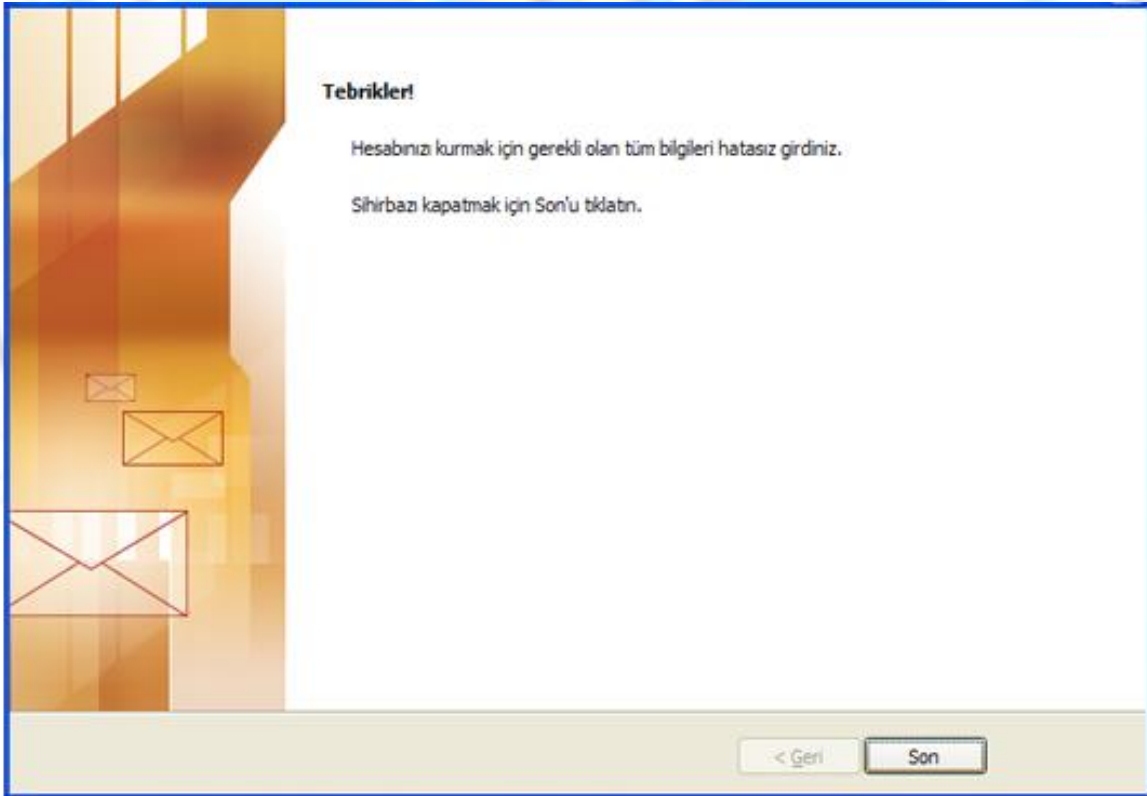 Tebrikler!
Hesabınızı kurmak için gerekli olan tüm bilgileri hatasız girdiniz.
Sihirbazı kapatmak için Son'u tıklatın.
< Geri
Son